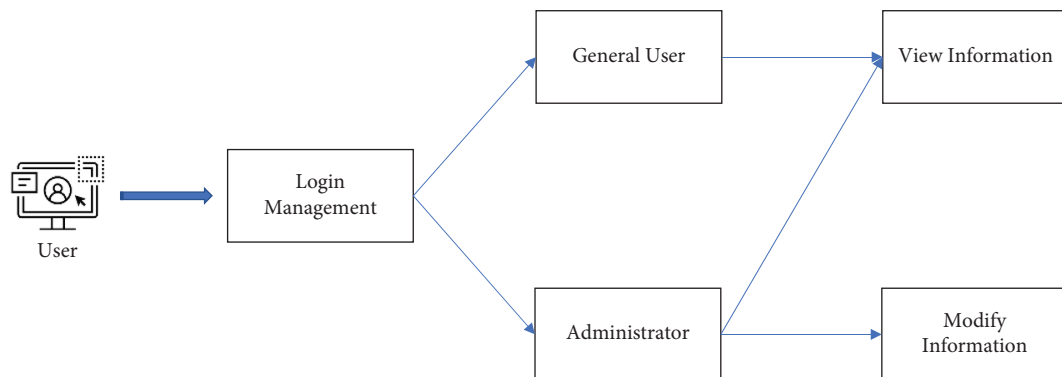 User
Login
Management
General User
Administrator
View Information
Modify
Information